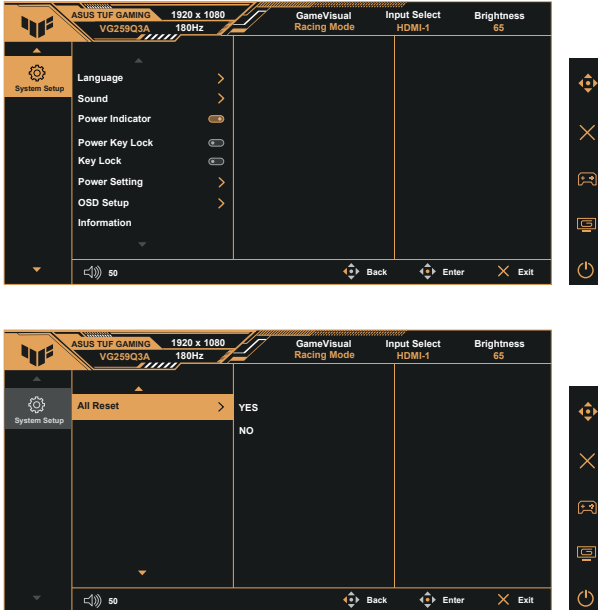 ASUS TUF GAMING 1920 x 1080 GameVisual Input Select Brightness
VG259Q3A 180Hz Racing Mode HDMI-1 65
System Setup
Language
Sound
Power Indicator
Power Key Lock
Key Lock
Power Setting
OSD Setup
Information
50 Back Enter Exit
ASUS TUF GAMING 1920 x 1080 GameVisual Input Select Brightness
VG259Q3A 180Hz Racing Mode HDMI-1 65
System Setup
All Reset YES
NO
50 Back Enter Exit